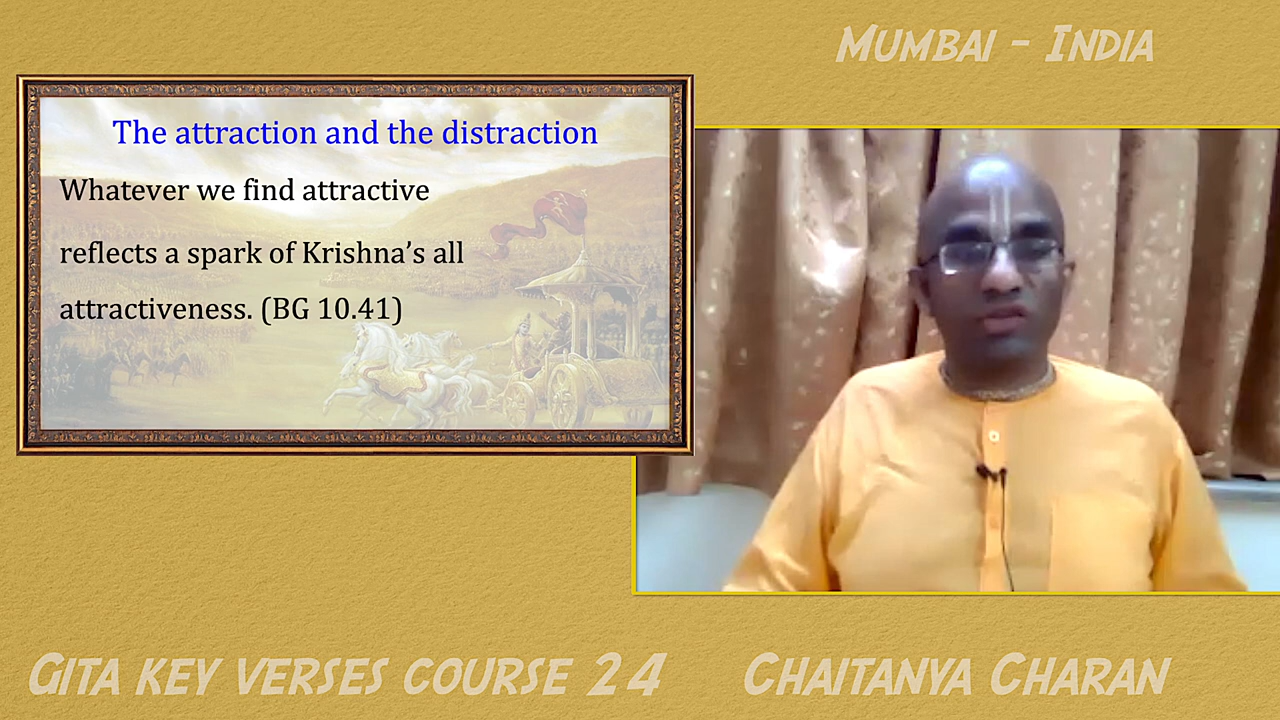 Mumbai - India
The attraction and the distraction
Whatever we find attractive
reflects a spark of Krishna’s all
attractiveness. (BG 10.41)
Gita key verses course 24
Chaitanya Charan